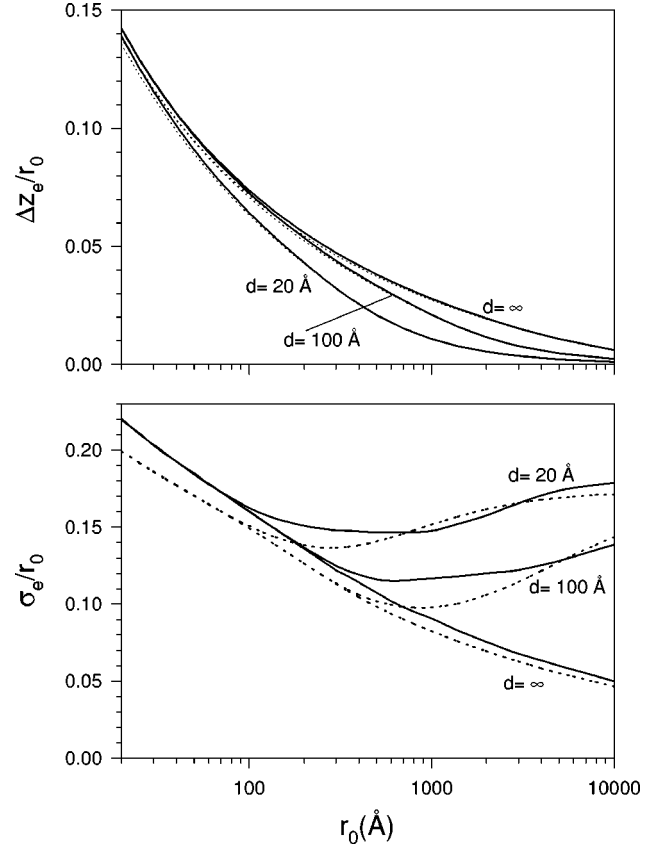 0.15
0.10
0.05
0.00
Δz_e/r_0
d= 20 Å
d= 100 Å
d= ∞
0.20
0.15
0.10
0.05
0.00
σ_e/r_0
d= 20 Å
d= 100 Å
d= ∞
100
1000
10000
r_0(Å)